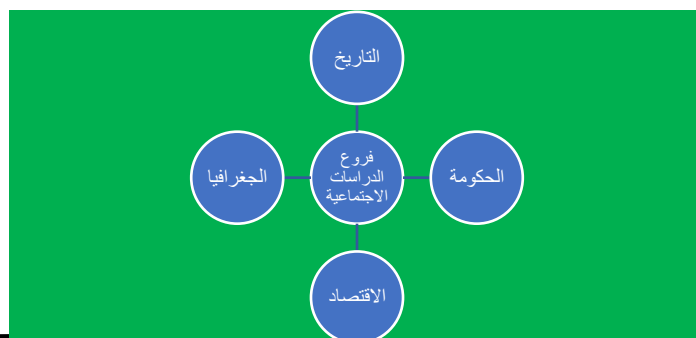 التاريخ
فروع
الدراسات
الاجتماعية
الحكومة
الجغرافيا
الاقتصاد